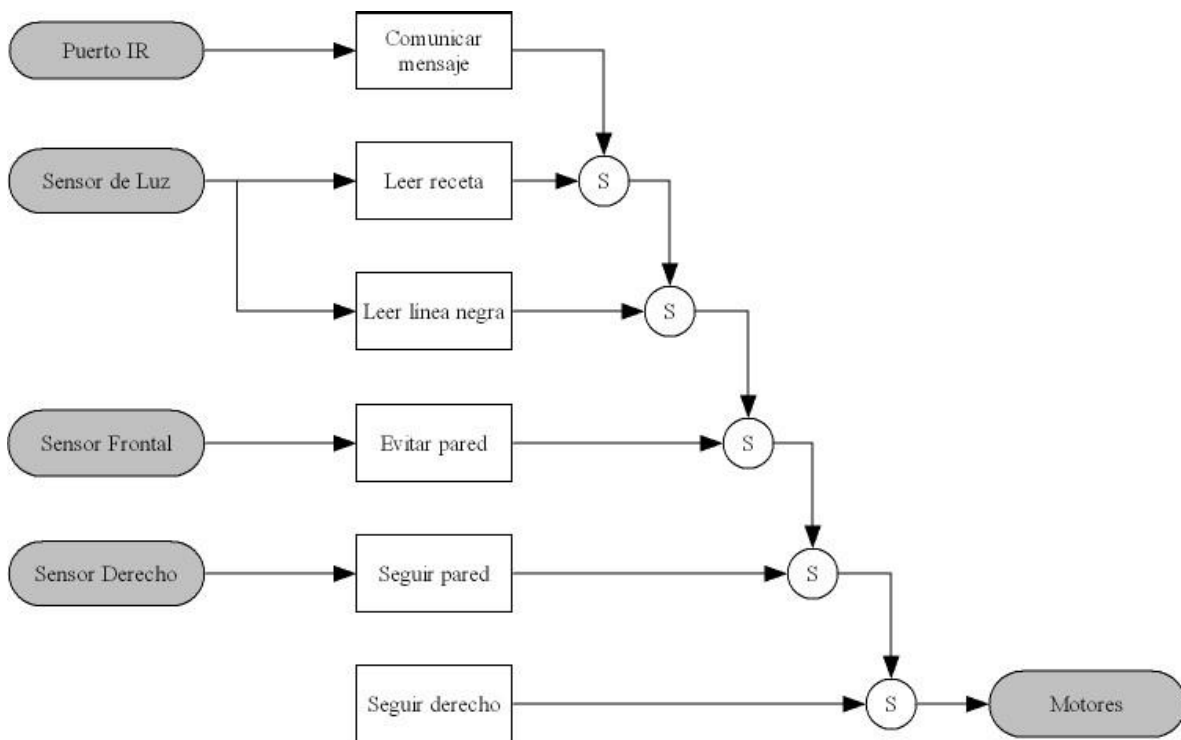 Puerto IR
Comunicar
mensaje
Sensor de Luz
Leer receta
S
Leer línea negra
S
Sensor Frontal
Evitar pared
S
Sensor Derecho
Seguir pared
S
Seguir derecho
S
Motores